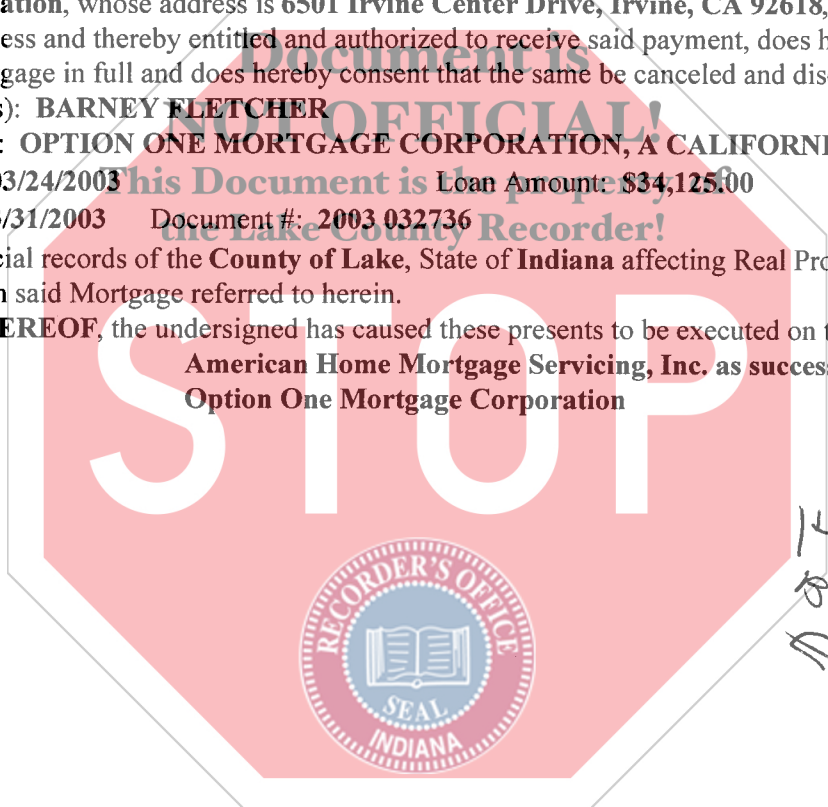 ation, whose address is 6501 Irvine Center Drive, Irvine, CA 92618,
ess and thereby entitled and authorized to receive said payment, does h
Document is
gage in full and does hereby consent that the same be canceled and dis
NOT OFFICIAL!
s): BARNEY FLETCHER
: OPTION ONE MORTGAGE CORPORATION, A CALIFORNI
03/24/2003 Loan Amount: $34,125.00
This Document is the property of
/31/2003 Document #: 2003 032736
the Lake County Recorder!
cial records of the County of Lake, State of Indiana affecting Real Pro
n said Mortgage referred to herein.
EREOF, the undersigned has caused these presents to be executed on t
American Home Mortgage Servicing, Inc. as succes
Option One Mortgage Corporation
STOP
RECORDER'S OFFICE
SEAL
INDIANA